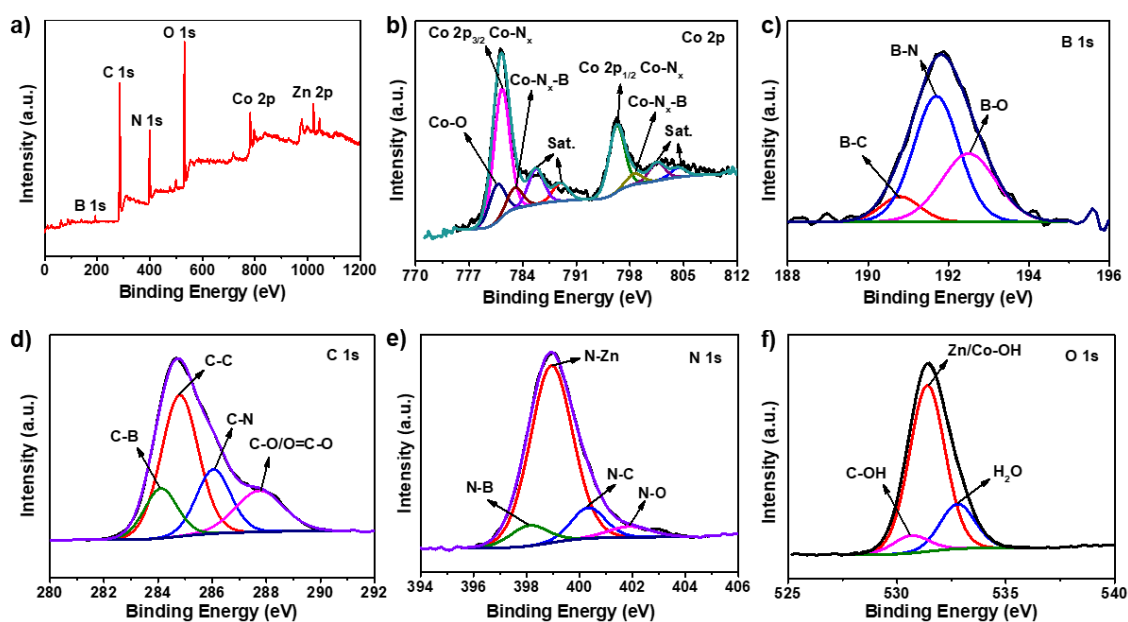 a)
O 1s
C 1s
N 1s
B 1s
Co 2p
Zn 2p
Intensity (a.u.)
0 200 400 600 800 1000 1200
Binding Energy (eV)
b)
Co 2p
Co 2p3/2 Co-Nx
Co-Nx-B
Co-O
Sat.
Co 2p1/2 Co-Nx
Co-Nx-B
Sat.
Intensity (a.u.)
770 777 784 791 798 805 812
Binding Energy (eV)
c)
B 1s
B-N
B-O
B-C
Intensity (a.u.)
188 190 192 194 196
Binding Energy (eV)
d)
C 1s
C-C
C-N
C-B
C-O/O=C-O
Intensity (a.u.)
280 282 284 286 288 290 292
Binding Energy (eV)
e)
N 1s
N-Zn
N-B
N-C
N-O
Intensity (a.u.)
394 396 398 400 402 404 406
Binding Energy (eV)
f)
O 1s
Zn/Co-OH
C-OH
H2O
Intensity (a.u.)
525 530 535 540
Binding Energy (eV)